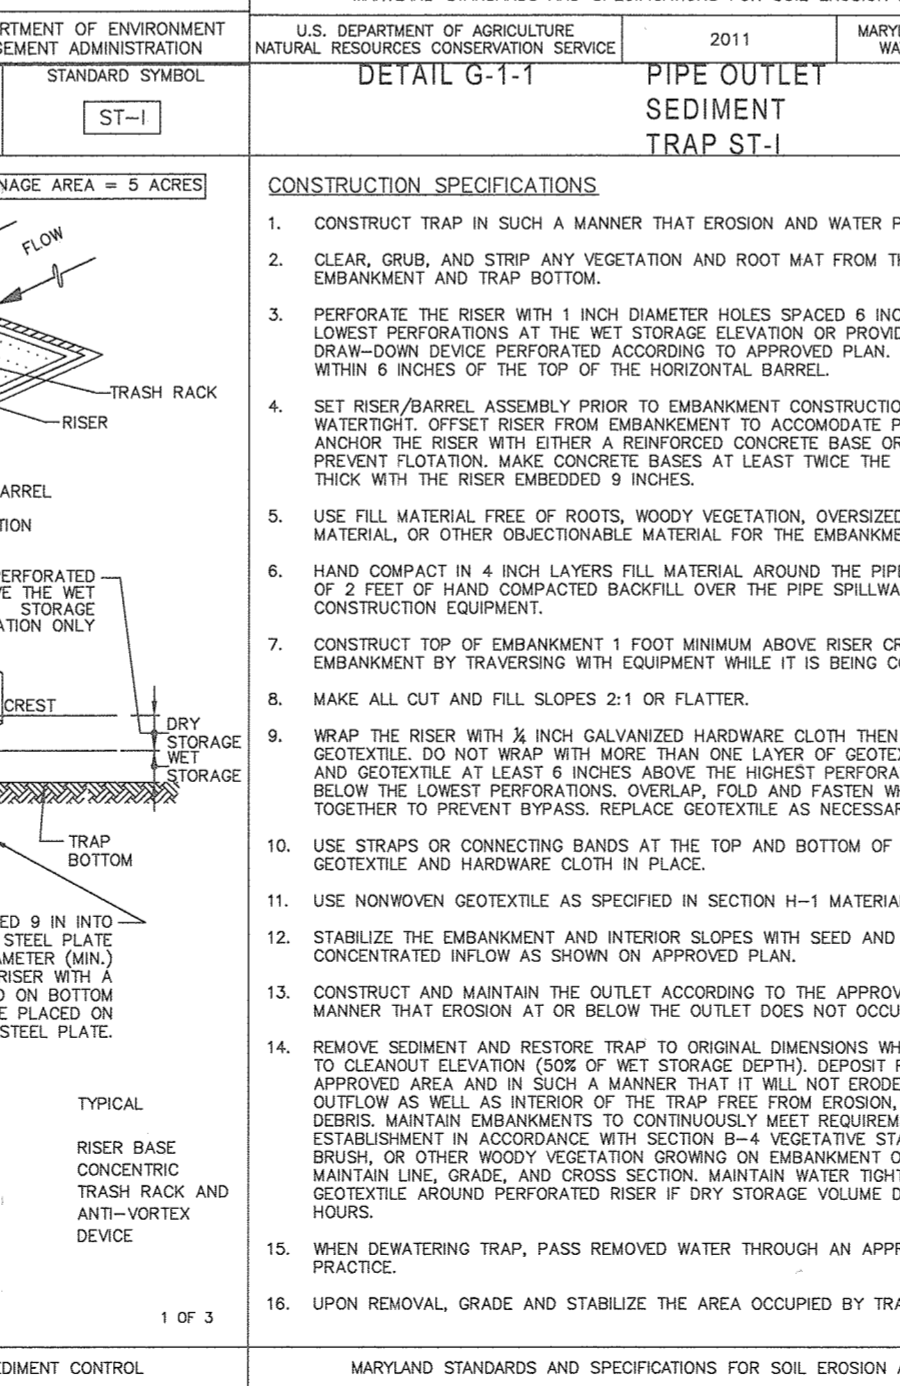 RTMENT OF ENVIRONMENT
SEMENT ADMINISTRATION
U.S. DEPARTMENT OF AGRICULTURE
NATURAL RESOURCES CONSERVATION SERVICE
2011
MARYL
WA
STANDARD SYMBOL
ST-I
DETAIL G-1-1
PIPE OUTLET
SEDIMENT
TRAP ST-I
NAGE AREA = 5 ACRES
FLOW
TRASH RACK
RISER
ARREL
TION
PERFORATED
VE THE WET
STORAGE
ATION ONLY
CREST
DRY
STORAGE
WET
STORAGE
TRAP
BOTTOM
ED 9 IN INTO
STEEL PLATE
AMETER (MIN.)
RISER WITH A
D ON BOTTOM
E PLACED ON
STEEL PLATE.
TYPICAL
RISER BASE
CONCENTRIC
TRASH RACK AND
ANTI-VORTEX
DEVICE
1 OF 3
EDIMENT CONTROL
CONSTRUCTION SPECIFICATIONS
1. CONSTRUCT TRAP IN SUCH A MANNER THAT EROSION AND WATER P
2. CLEAR, GRUB, AND STRIP ANY VEGETATION AND ROOT MAT FROM TH
EMBANKMENT AND TRAP BOTTOM.
3. PERFORATE THE RISER WITH 1 INCH DIAMETER HOLES SPACED 6 INC
LOWEST PERFORATIONS AT THE WET STORAGE ELEVATION OR PROVID
DRAW-DOWN DEVICE PERFORATED ACCORDING TO APPROVED PLAN.
WITHIN 6 INCHES OF THE TOP OF THE HORIZONTAL BARREL.
4. SET RISER/BARREL ASSEMBLY PRIOR TO EMBANKMENT CONSTRUCTIO
WATERTIGHT. OFFSET RISER FROM EMBANKEMENT TO ACCOMODATE P
ANCHOR THE RISER WITH EITHER A REINFORCED CONCRETE BASE OR
PREVENT FLOTATION. MAKE CONCRETE BASES AT LEAST TWICE THE
THICK WITH THE RISER EMBEDDED 9 INCHES.
5. USE FILL MATERIAL FREE OF ROOTS, WOODY VEGETATION, OVERSIZED
MATERIAL, OR OTHER OBJECTIONABLE MATERIAL FOR THE EMBANKME
6. HAND COMPACT IN 4 INCH LAYERS FILL MATERIAL AROUND THE PIPE
OF 2 FEET OF HAND COMPACTED BACKFILL OVER THE PIPE SPILLWA
CONSTRUCTION EQUIPMENT.
7. CONSTRUCT TOP OF EMBANKMENT 1 FOOT MINIMUM ABOVE RISER CR
EMBANKMENT BY TRAVERSING WITH EQUIPMENT WHILE IT IS BEING CO
8. MAKE ALL CUT AND FILL SLOPES 2:1 OR FLATTER.
9. WRAP THE RISER WITH ¼ INCH GALVANIZED HARDWARE CLOTH THEN
GEOTEXTILE. DO NOT WRAP WITH MORE THAN ONE LAYER OF GEOTEX
AND GEOTEXTILE AT LEAST 6 INCHES ABOVE THE HIGHEST PERFORA
BELOW THE LOWEST PERFORATIONS. OVERLAP, FOLD AND FASTEN WH
TOGETHER TO PREVENT BYPASS. REPLACE GEOTEXTILE AS NECESSAR
10. USE STRAPS OR CONNECTING BANDS AT THE TOP AND BOTTOM OF
GEOTEXTILE AND HARDWARE CLOTH IN PLACE.
11. USE NONWOVEN GEOTEXTILE AS SPECIFIED IN SECTION H-1 MATERIAL
12. STABILIZE THE EMBANKMENT AND INTERIOR SLOPES WITH SEED AND
CONCENTRATED INFLOW AS SHOWN ON APPROVED PLAN.
13. CONSTRUCT AND MAINTAIN THE OUTLET ACCORDING TO THE APPROV
MANNER THAT EROSION AT OR BELOW THE OUTLET DOES NOT OCCU
14. REMOVE SEDIMENT AND RESTORE TRAP TO ORIGINAL DIMENSIONS WH
TO CLEANOUT ELEVATION (50% OF WET STORAGE DEPTH). DEPOSIT R
APPROVED AREA AND IN SUCH A MANNER THAT IT WILL NOT ERODE
OUTFLOW AS WELL AS INTERIOR OF THE TRAP FREE FROM EROSION,
DEBRIS. MAINTAIN EMBANKMENTS TO CONTINUOUSLY MEET REQUIREM
ESTABLISHMENT IN ACCORDANCE WITH SECTION B-4 VEGETATIVE STA
BRUSH, OR OTHER WOODY VEGETATION GROWING ON EMBANKMENT O
MAINTAIN LINE, GRADE, AND CROSS SECTION. MAINTAIN WATER TIGHT
GEOTEXTILE AROUND PERFORATED RISER IF DRY STORAGE VOLUME D
HOURS.
15. WHEN DEWATERING TRAP, PASS REMOVED WATER THROUGH AN APPR
PRACTICE.
16. UPON REMOVAL, GRADE AND STABILIZE THE AREA OCCUPIED BY TRA
MARYLAND STANDARDS AND SPECIFICATIONS FOR SOIL EROSION A